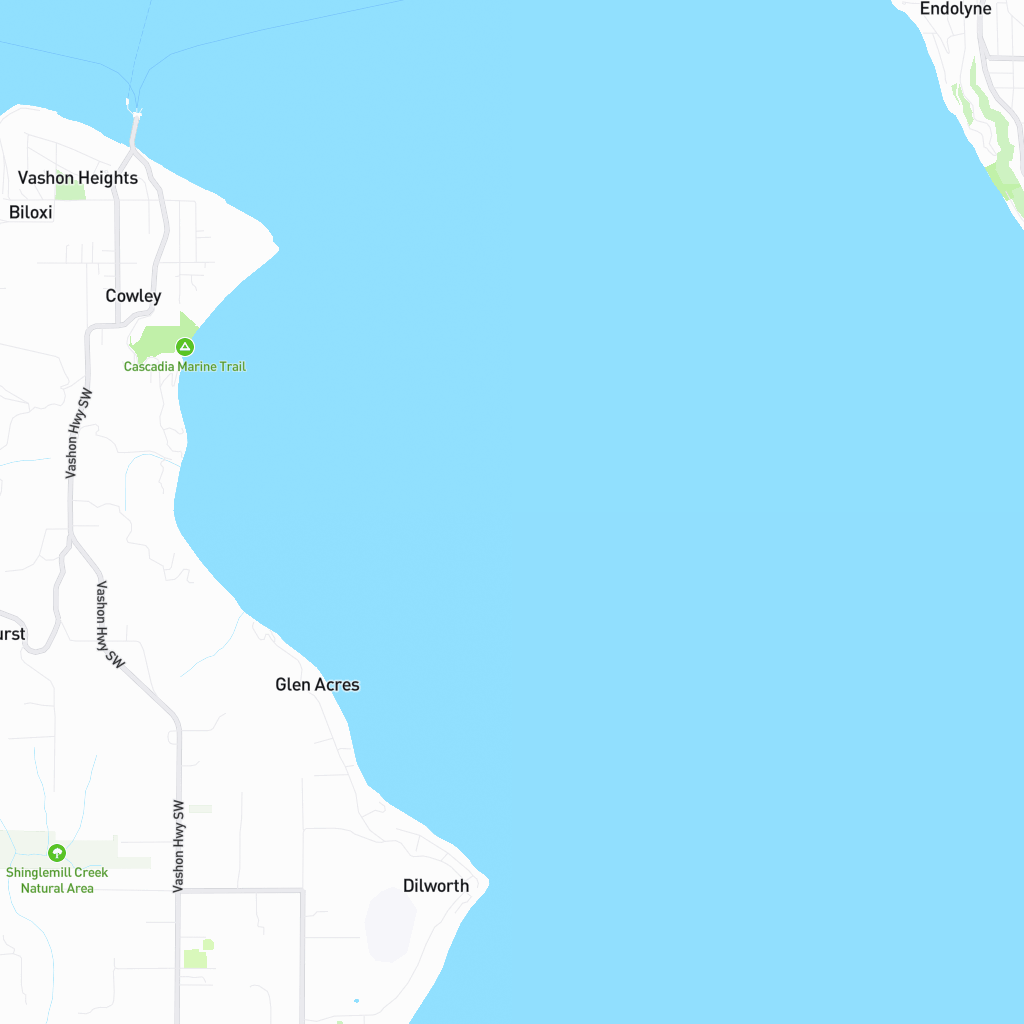 Endolyne
Vashon Heights
Biloxi
Cowley
Cascadia Marine Trail
Vashon Hwy SW
Vashon Hwy SW
urst
Glen Acres
Vashon Hwy SW
Shinglemill Creek
Natural Area
Dilworth